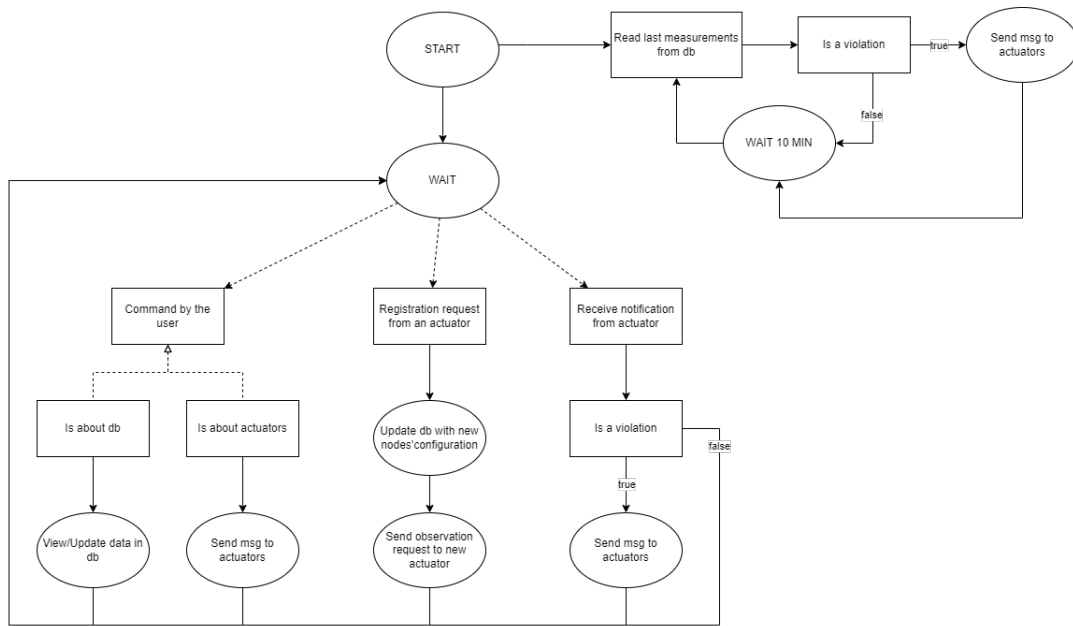 START
Read last measurements
from db
Is a violation
true
Send msg to
actuators
false
WAIT 10 MIN
WAIT
Command by the
user
Registration request
from an actuator
Receive notification
from actuator
Is about db
Is about actuators
Update db with new
nodes'configuration
Is a violation
false
true
View/Update data in
db
Send msg to
actuators
Send observation
request to new
actuator
Send msg to
actuators